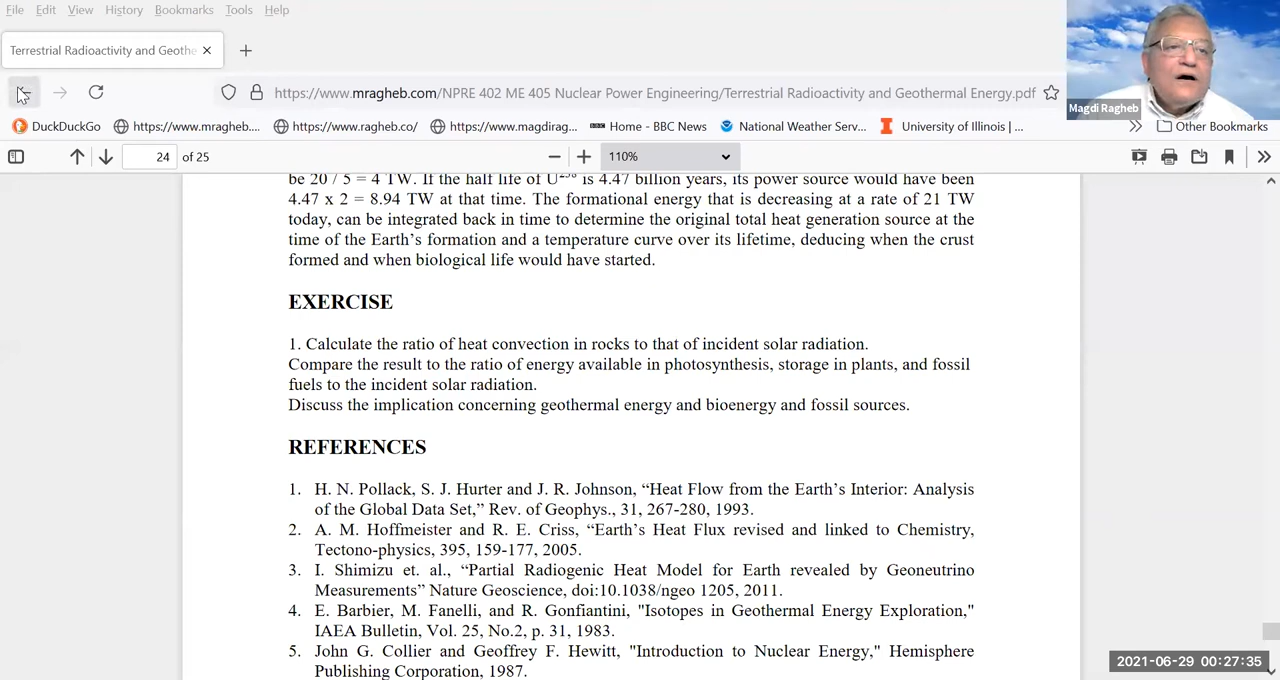 File Edit View History Bookmarks Tools Help
Terrestrial Radioactivity and Geothe
https://www.mragheb.com/NPRE 402 ME 405 Nuclear Power Engineering/Terrestrial Radioactivity and Geothermal Energy.pdf
Magdi Ragheb
DuckDuckGo https://www.mragheb.... https://www.ragheb.co/ https://www.magdirag... Home - BBC News National Weather Serv... University of Illinois | ... Other Bookmarks
24 of 25 110%
be 20 / 5 = 4 TW. If the half life of U²³⁸ is 4.47 billion years, its power source would have been
4.47 x 2 = 8.94 TW at that time. The formational energy that is decreasing at a rate of 21 TW
today, can be integrated back in time to determine the original total heat generation source at the
time of the Earth's formation and a temperature curve over its lifetime, deducing when the crust
formed and when biological life would have started.
EXERCISE
1. Calculate the ratio of heat convection in rocks to that of incident solar radiation.
Compare the result to the ratio of energy available in photosynthesis, storage in plants, and fossil
fuels to the incident solar radiation.
Discuss the implication concerning geothermal energy and bioenergy and fossil sources.
REFERENCES
1. H. N. Pollack, S. J. Hurter and J. R. Johnson, “Heat Flow from the Earth’s Interior: Analysis
of the Global Data Set,” Rev. of Geophys., 31, 267-280, 1993.
2. A. M. Hoffmeister and R. E. Criss, “Earth’s Heat Flux revised and linked to Chemistry,
Tectono-physics, 395, 159-177, 2005.
3. I. Shimizu et. al., “Partial Radiogenic Heat Model for Earth revealed by Geoneutrino
Measurements” Nature Geoscience, doi:10.1038/ngeo 1205, 2011.
4. E. Barbier, M. Fanelli, and R. Gonfiantini, "Isotopes in Geothermal Energy Exploration,"
IAEA Bulletin, Vol. 25, No.2, p. 31, 1983.
5. John G. Collier and Geoffrey F. Hewitt, "Introduction to Nuclear Energy," Hemisphere
Publishing Corporation, 1987.
2021-06-29 00:27:35